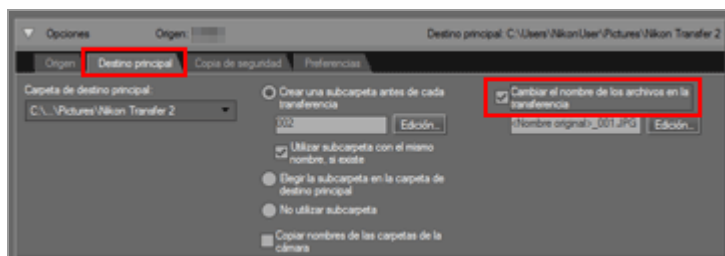 Opciones Origen: Destino principal: C:\Users\NikonUser\Pictures\Nikon Transfer 2
Origen Destino principal Copia de seguridad Preferencias
Carpeta de destino principal:
C:\...\Pictures\Nikon Transfer 2
Crear una subcarpeta antes de cada
transferencia
002 Edición..
Utilizar subcarpeta con el mismo
nombre, si existe
Elegir la subcarpeta en la carpeta de
destino principal
No utilizar subcarpeta
Copiar nombres de las carpetas de la
cámara
Cambiar el nombre de los archivos en la
transferencia
<Nombre original>_001.JPG Edición..